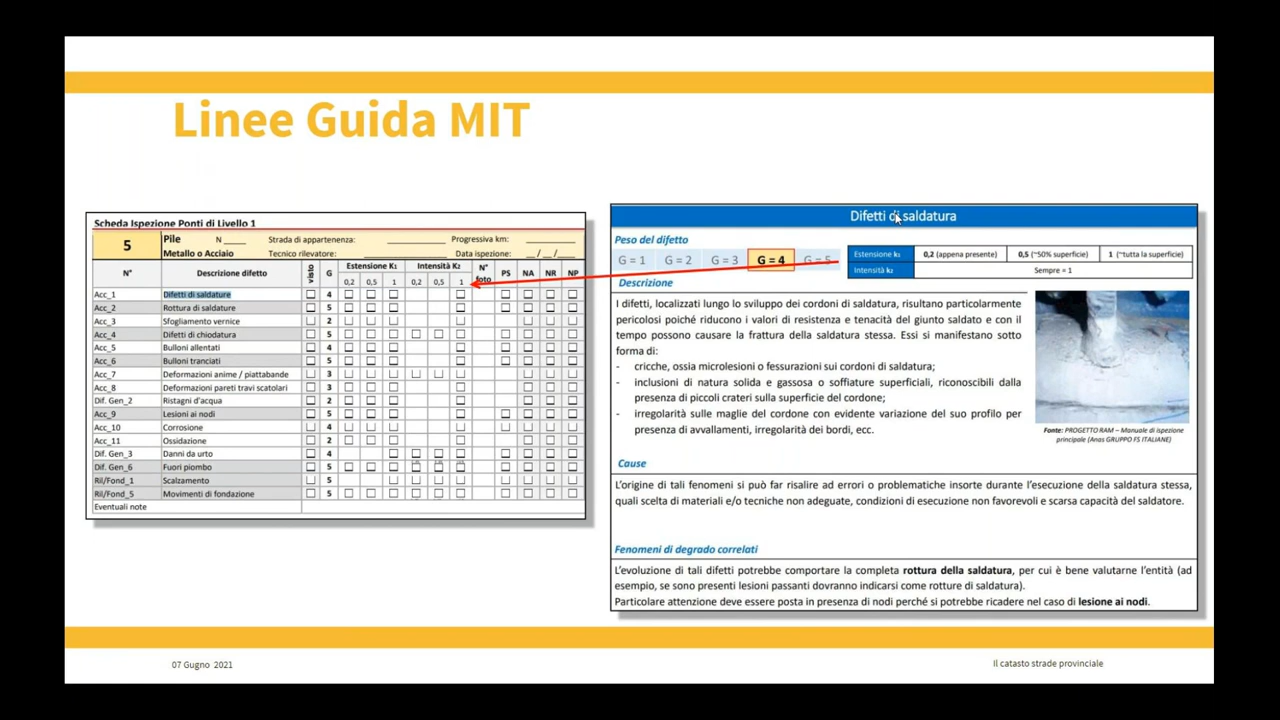 Linee Guida MIT
Scheda Ispezione Ponti di Livello 1
5
Pile N ____ Strada di appartenenza: ____________ Progressiva km: __________
Metallo o Acciaio Tecnico rilevatore: ____________ Data ispezione: __/__/____
N° Descrizione difetto visto G Estensione K1 Intensità K2 N° foto PS NA NR NP
0,2 0,5 1 0,2 0,5 1
Acc_1 Difetti di saldature 4
Acc_2 Rottura di saldature 5
Acc_3 Sfogliamento vernice 2
Acc_4 Difetti di chiodatura 5
Acc_5 Bulloni allentati 4
Acc_6 Bulloni tranciati 5
Acc_7 Deformazioni anime / piattabande 3
Acc_8 Deformazioni pareti travi scatolari 3
Dif. Gen_2 Ristagni d'acqua 2
Acc_9 Lesioni ai nodi 5
Acc_10 Corrosione 4
Acc_11 Ossidazione 2
Dif. Gen_3 Danni da urto 4
Dif. Gen_6 Fuori piombo 5
Ril/Fond_1 Scalzamento 5
Ril/Fond_5 Movimenti di fondazione 5
Eventuali note
Difetti di saldatura
Peso del difetto
G = 1 G = 2 G = 3 G = 4 G = 5
Estensione k1 0,2 (appena presente) 0,5 (~50% superficie) 1 (~tutta la superficie)
Intensità k2 Sempre = 1
Descrizione
I difetti, localizzati lungo lo sviluppo dei cordoni di saldatura, risultano particolarmente
pericolosi poiché riducono i valori di resistenza e tenacità del giunto saldato e con il
tempo possono causare la frattura della saldatura stessa. Essi si manifestano sotto
forma di:
- cricche, ossia microlesioni o fessurazioni sui cordoni di saldatura;
- inclusioni di natura solida e gassosa o soffiature superficiali, riconoscibili dalla
presenza di piccoli crateri sulla superficie del cordone;
- irregolarità sulle maglie del cordone con evidente variazione del suo profilo per
presenza di avvallamenti, irregolarità dei bordi, ecc.
Fonte: PROGETTO RAM – Manuale di ispezione
principale (Anas GRUPPO FS ITALIANE)
Cause
L'origine di tali fenomeni si può far risalire ad errori o problematiche insorte durante l'esecuzione della saldatura stessa,
quali scelta di materiali e/o tecniche non adeguate, condizioni di esecuzione non favorevoli e scarsa capacità del saldatore.
Fenomeni di degrado correlati
L'evoluzione di tali difetti potrebbe comportare la completa rottura della saldatura, per cui è bene valutarne l'entità (ad
esempio, se sono presenti lesioni passanti dovranno indicarsi come rotture di saldatura).
Particolare attenzione deve essere posta in presenza di nodi perché si potrebbe ricadere nel caso di lesione ai nodi.
07 Gugno 2021
Il catasto strade provinciale